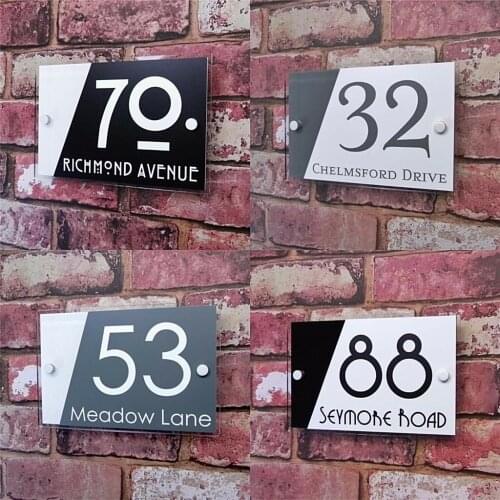 70
RICHMOND AVENUE
32
CHELMSFORD DRIVE
53
Meadow Lane
88
SEYMORE ROAD